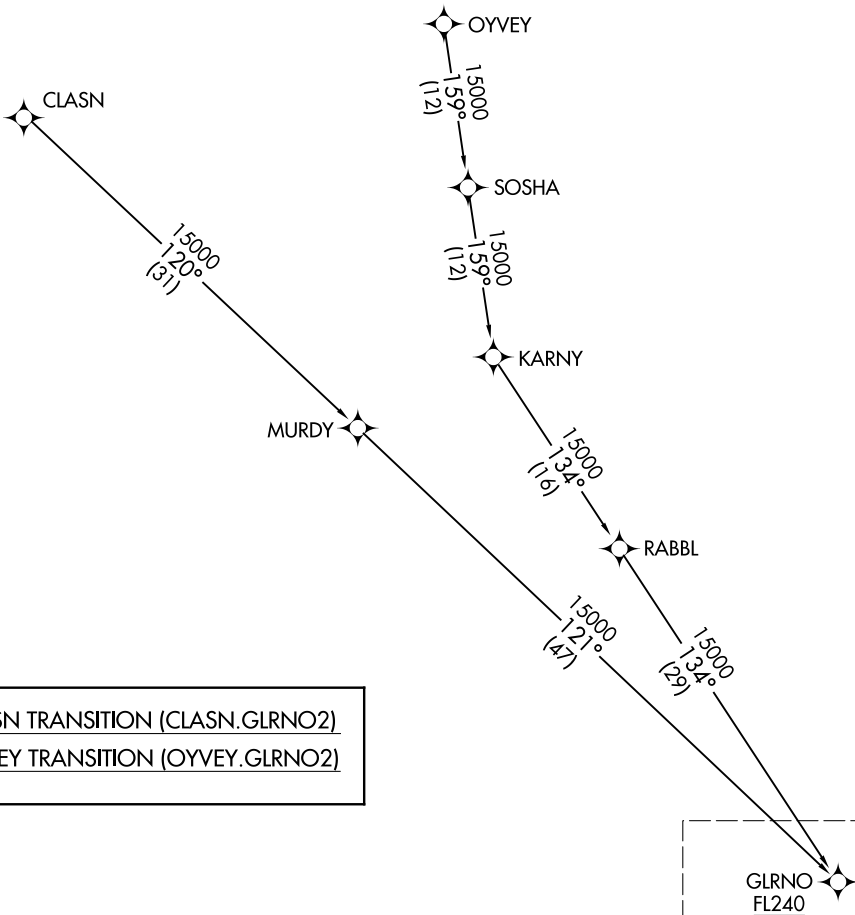 OYVEY
15000
159°
(12)
CLASN
SOSHA
15000
159°
(12)
15000
120°
(31)
KARNY
MURDY
15000
134°
(16)
RABBL
15000
121°
(47)
15000
134°
(29)
SN TRANSITION (CLASN.GLRNO2)
EY TRANSITION (OYVEY.GLRNO2)
GLRNO
FL240